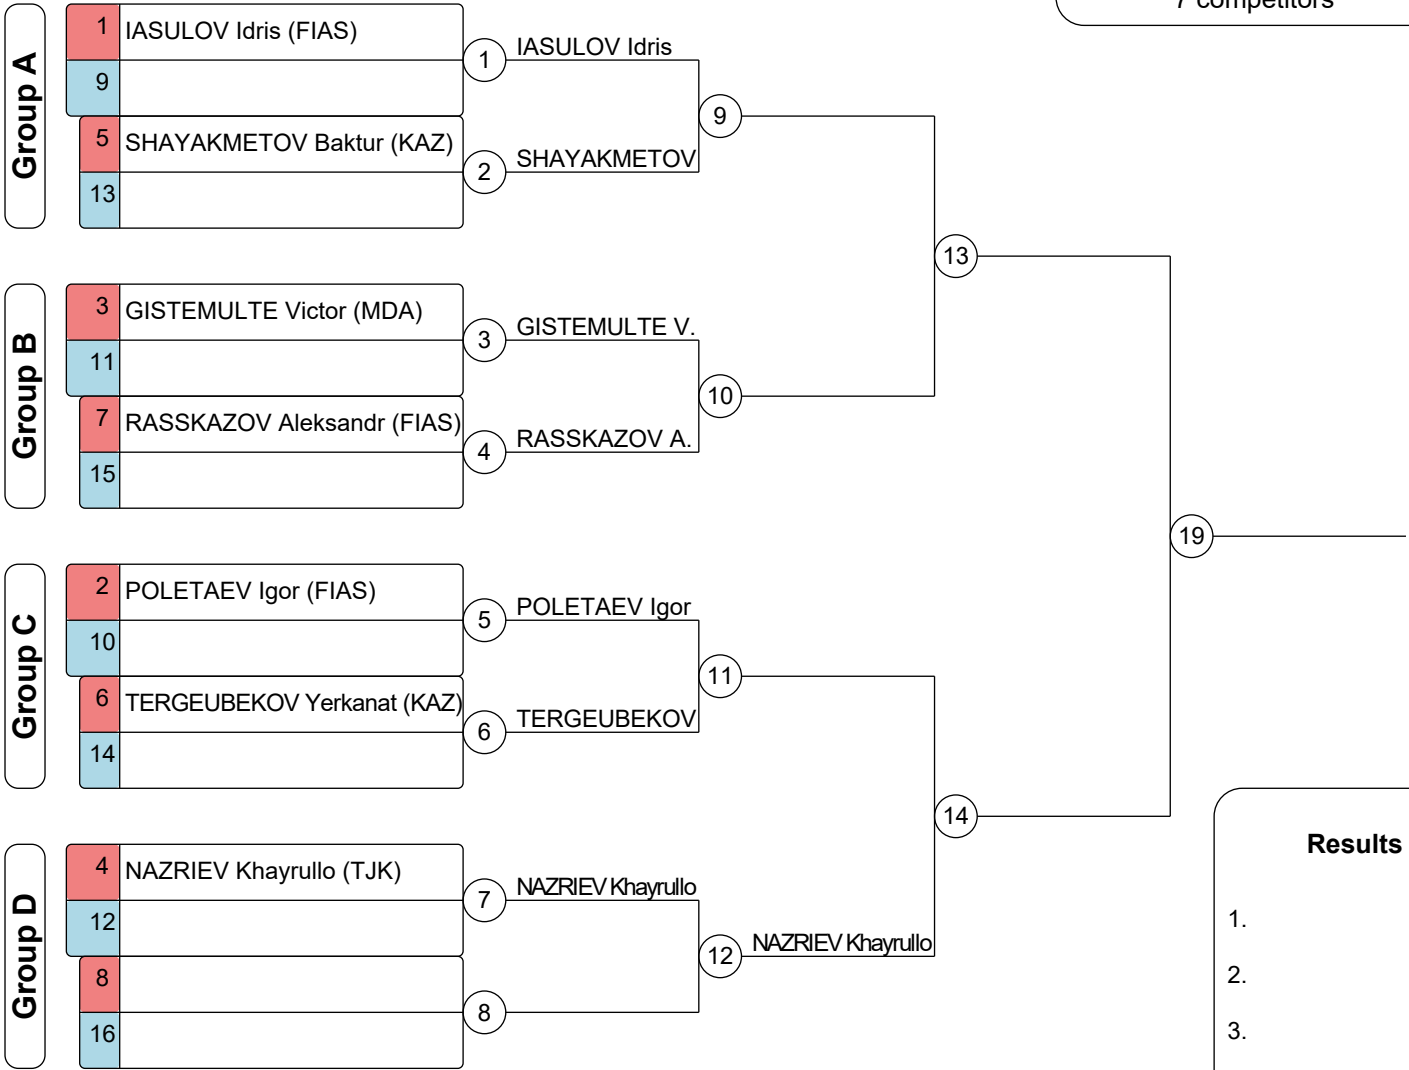 7 competitors
Group A
1 IASULOV Idris (FIAS)
9
5 SHAYAKMETOV Baktur (KAZ)
13
1 IASULOV Idris
2 SHAYAKMETOV
9
Group B
3 GISTEMULTE Victor (MDA)
11
7 RASSKAZOV Aleksandr (FIAS)
15
3 GISTEMULTE V.
4 RASSKAZOV A.
10
13
Group C
2 POLETAEV Igor (FIAS)
10
6 TERGEUBEKOV Yerkanat (KAZ)
14
5 POLETAEV Igor
6 TERGEUBEKOV
11
Group D
4 NAZRIEV Khayrullo (TJK)
12
8
16
7 NAZRIEV Khayrullo
8
12 NAZRIEV Khayrullo
14
19
Results
1.
2.
3.